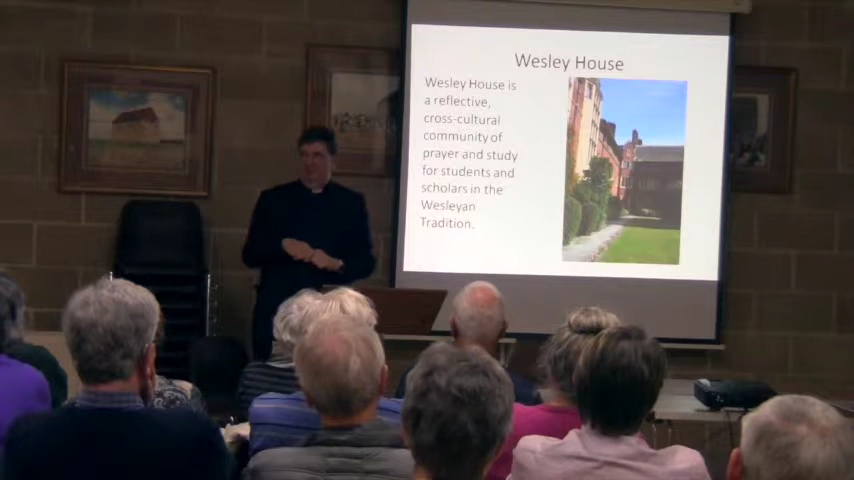 Wesley House
Wesley House is
a reflective,
cross-cultural
community of
prayer and study
for students and
scholars in the
Wesleyan
Tradition.